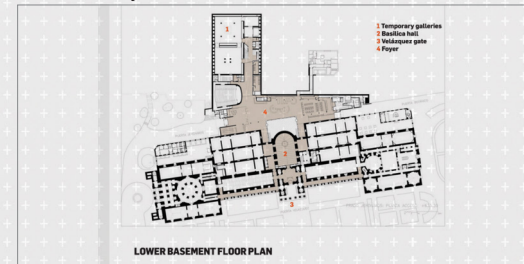 1 Temporary galleries
2 Basilica hall
3 Velázquez gate
4 Foyer
1
4
2
3
LOWER BASEMENT FLOOR PLAN